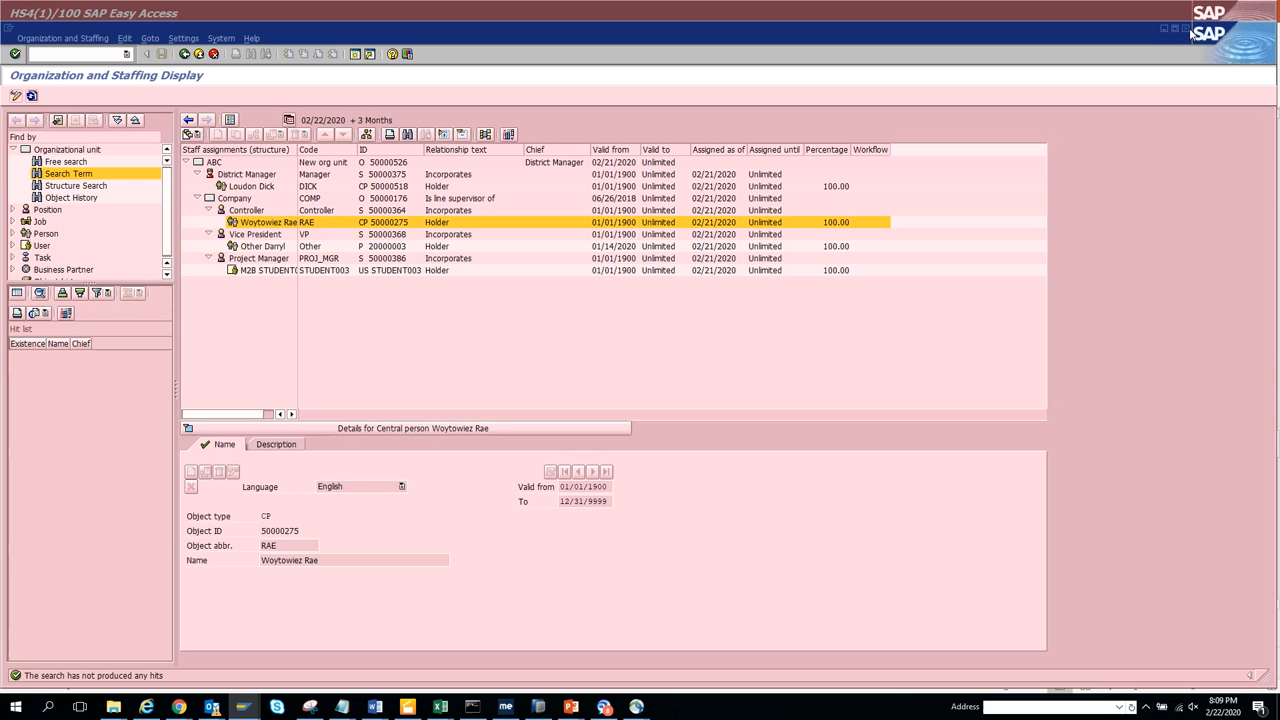 HS4(1)/100 SAP Easy Access
SAP
Organization and Staffing Edit Goto Settings System Help
SAP
Organization and Staffing Display
02/22/2020 + 3 Months
Find by
Organizational unit
Free search
Search Term
Structure Search
Object History
Position
Job
Person
User
Task
Business Partner
Staff assignments (structure) Code ID Relationship text Chief Valid from Valid to Assigned as of Assigned until Percentage Workflow
ABC New org unit O 50000526 District Manager 02/21/2020 Unlimited
District Manager Manager S 50000375 Incorporates 01/01/1900 Unlimited 02/21/2020 Unlimited
Loudon Dick DICK CP 50000518 Holder 01/01/1900 Unlimited 02/21/2020 Unlimited 100.00
Company COMP O 50000176 Is line supervisor of 06/26/2018 Unlimited 02/21/2020 Unlimited
Controller Controller S 50000364 Incorporates 01/01/1900 Unlimited 02/21/2020 Unlimited
Woytowiez Rae RAE CP 50000275 Holder 01/01/1900 Unlimited 02/21/2020 Unlimited 100.00
Vice President VP S 50000368 Incorporates 01/01/1900 Unlimited 02/21/2020 Unlimited
Other Darryl Other P 20000003 Holder 01/14/2020 Unlimited 02/21/2020 Unlimited 100.00
Project Manager PROJ_MGR S 50000386 Incorporates 01/01/1900 Unlimited 02/21/2020 Unlimited
M2B STUDENT( STUDENT003 US STUDENT003 Holder 01/01/1900 Unlimited 02/21/2020 Unlimited 100.00
Hit list
Existence Name Chief
Details for Central person Woytowiez Rae
Name Description
Language English Valid from 01/01/1900
To 12/31/9999
Object type CP
Object ID 50000275
Object abbr. RAE
Name Woytowiez Rae
The search has not produced any hits
Address
8:09 PM
2/22/2020